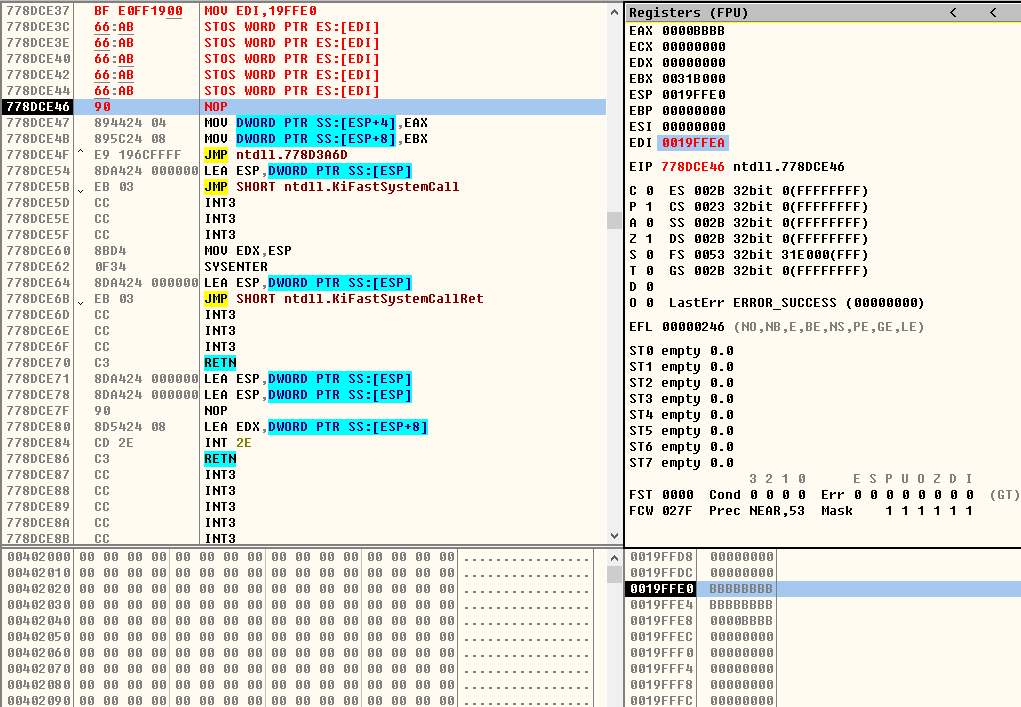 778DCE37 BF E0FF1900 MOV EDI,19FFE0
778DCE3C 66:AB STOS WORD PTR ES:[EDI]
778DCE3E 66:AB STOS WORD PTR ES:[EDI]
778DCE40 66:AB STOS WORD PTR ES:[EDI]
778DCE42 66:AB STOS WORD PTR ES:[EDI]
778DCE44 66:AB STOS WORD PTR ES:[EDI]
778DCE46 90 NOP
778DCE47 894424 04 MOV DWORD PTR SS:[ESP+4],EAX
778DCE4B 895C24 08 MOV DWORD PTR SS:[ESP+8],EBX
778DCE4F ^ E9 196CFFFF JMP ntdll.778D3A6D
778DCE54 8DA424 000000 LEA ESP,DWORD PTR SS:[ESP]
778DCE5B EB 03 JMP SHORT ntdll.KiFastSystemCall
778DCE5D CC INT3
778DCE5E CC INT3
778DCE5F CC INT3
778DCE60 8BD4 MOV EDX,ESP
778DCE62 0F34 SYSENTER
778DCE64 8DA424 000000 LEA ESP,DWORD PTR SS:[ESP]
778DCE6B EB 03 JMP SHORT ntdll.KiFastSystemCallRet
778DCE6D CC INT3
778DCE6E CC INT3
778DCE6F CC INT3
778DCE70 C3 RETN
778DCE71 8DA424 000000 LEA ESP,DWORD PTR SS:[ESP]
778DCE78 8DA424 000000 LEA ESP,DWORD PTR SS:[ESP]
778DCE7F 90 NOP
778DCE80 8D5424 08 LEA EDX,DWORD PTR SS:[ESP+8]
778DCE84 CD 2E INT 2E
778DCE86 C3 RETN
778DCE87 CC INT3
778DCE88 CC INT3
778DCE89 CC INT3
778DCE8A CC INT3
778DCE8B CC INT3
Registers (FPU) < <
EAX 0000BBBB
ECX 00000000
EDX 00000000
EBX 0031B000
ESP 0019FFE0
EBP 00000000
ESI 00000000
EDI 0019FFEA
EIP 778DCE46 ntdll.778DCE46
C 0 ES 002B 32bit 0(FFFFFFFF)
P 1 CS 0023 32bit 0(FFFFFFFF)
A 0 SS 002B 32bit 0(FFFFFFFF)
Z 1 DS 002B 32bit 0(FFFFFFFF)
S 0 FS 0053 32bit 31E000(FFF)
T 0 GS 002B 32bit 0(FFFFFFFF)
D 0
O 0 LastErr ERROR_SUCCESS (00000000)
EFL 00000246 (NO,NB,E,BE,NS,PE,GE,LE)
ST0 empty 0.0
ST1 empty 0.0
ST2 empty 0.0
ST3 empty 0.0
ST4 empty 0.0
ST5 empty 0.0
ST6 empty 0.0
ST7 empty 0.0
3 2 1 0 E S P U O Z D I
FST 0000 Cond 0 0 0 0 Err 0 0 0 0 0 0 0 0 (GT)
FCW 027F Prec NEAR,53 Mask 1 1 1 1 1 1
00402000 00 00 00 00 00 00 00 00 00 00 00 00 00 00 00 00 ................
00402010 00 00 00 00 00 00 00 00 00 00 00 00 00 00 00 00 ................
00402020 00 00 00 00 00 00 00 00 00 00 00 00 00 00 00 00 ................
00402030 00 00 00 00 00 00 00 00 00 00 00 00 00 00 00 00 ................
00402040 00 00 00 00 00 00 00 00 00 00 00 00 00 00 00 00 ................
00402050 00 00 00 00 00 00 00 00 00 00 00 00 00 00 00 00 ................
00402060 00 00 00 00 00 00 00 00 00 00 00 00 00 00 00 00 ................
00402070 00 00 00 00 00 00 00 00 00 00 00 00 00 00 00 00 ................
00402080 00 00 00 00 00 00 00 00 00 00 00 00 00 00 00 00 ................
00402090 00 00 00 00 00 00 00 00 00 00 00 00 00 00 00 00 ................
0019FFD8 00000000
0019FFDC 00000000
0019FFE0 BBBBBBBB
0019FFE4 BBBBBBBB
0019FFE8 0000BBBB
0019FFEC 00000000
0019FFF0 00000000
0019FFF4 00000000
0019FFF8 00000000
0019FFFC 00000000